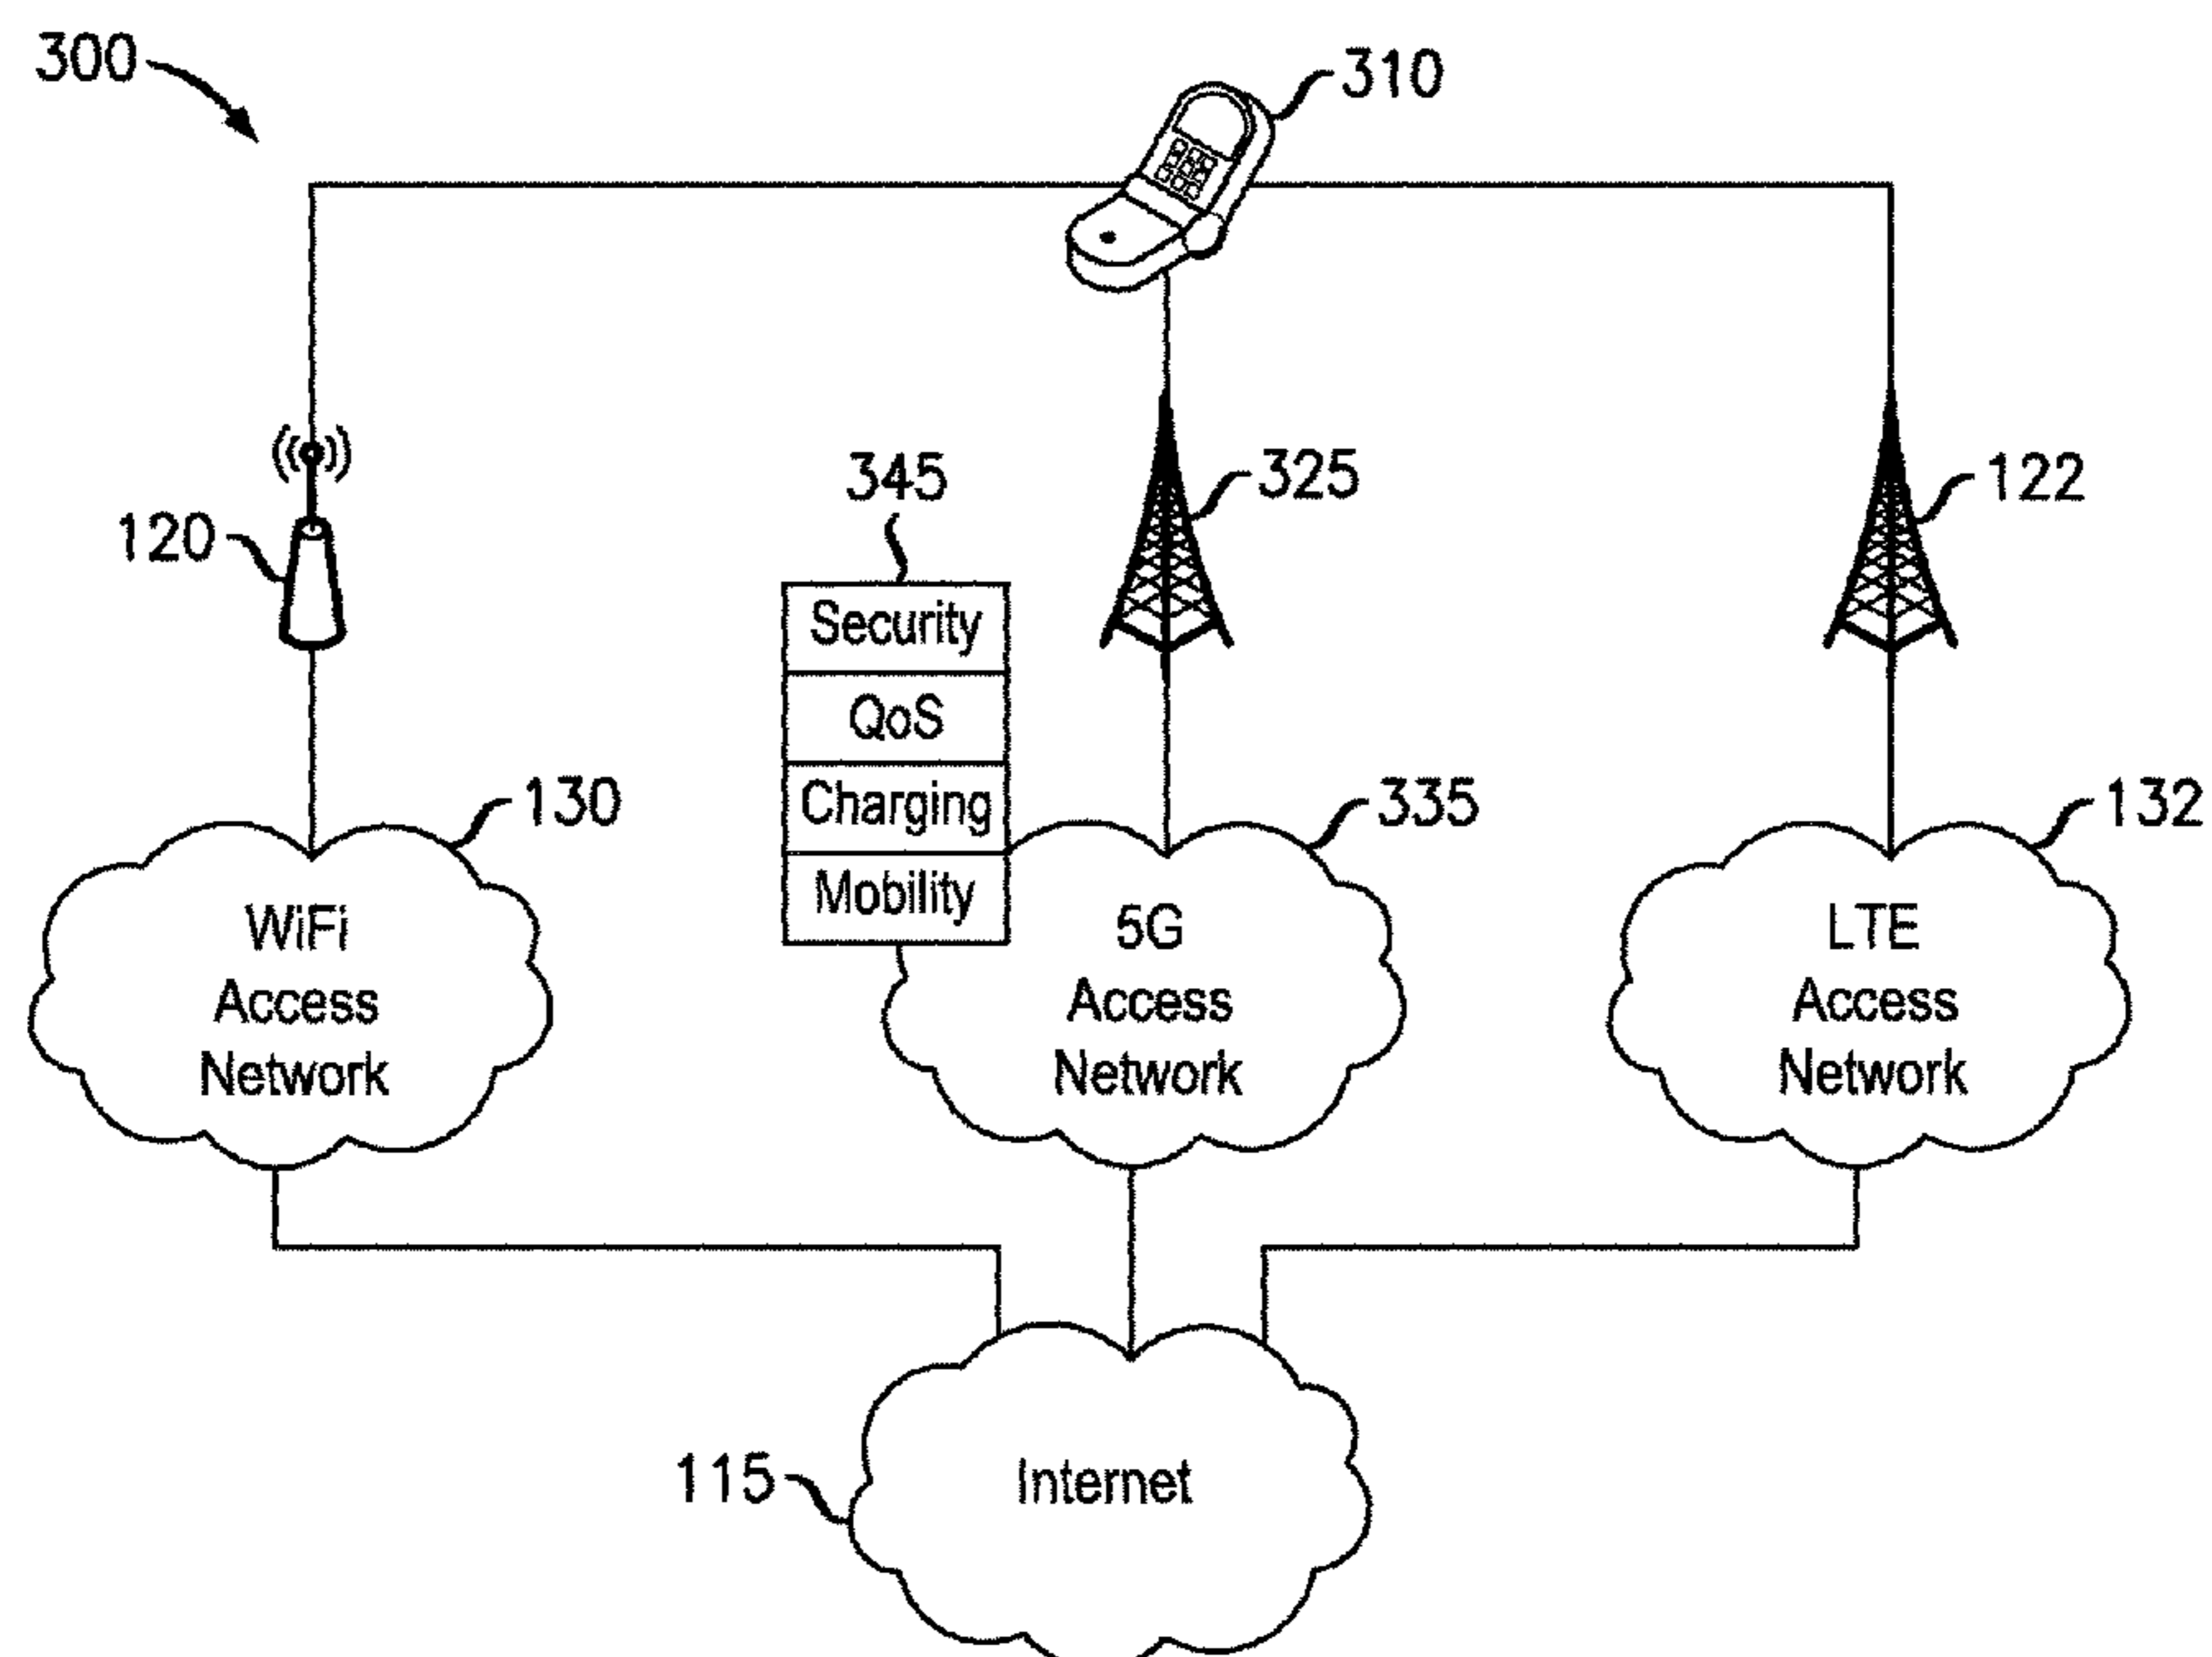 300
310
345
325
122
120
Security
QoS
Charging
Mobility
130
335
132
WiFi
Access
Network
5G
Access
Network
LTE
Access
Network
115
Internet